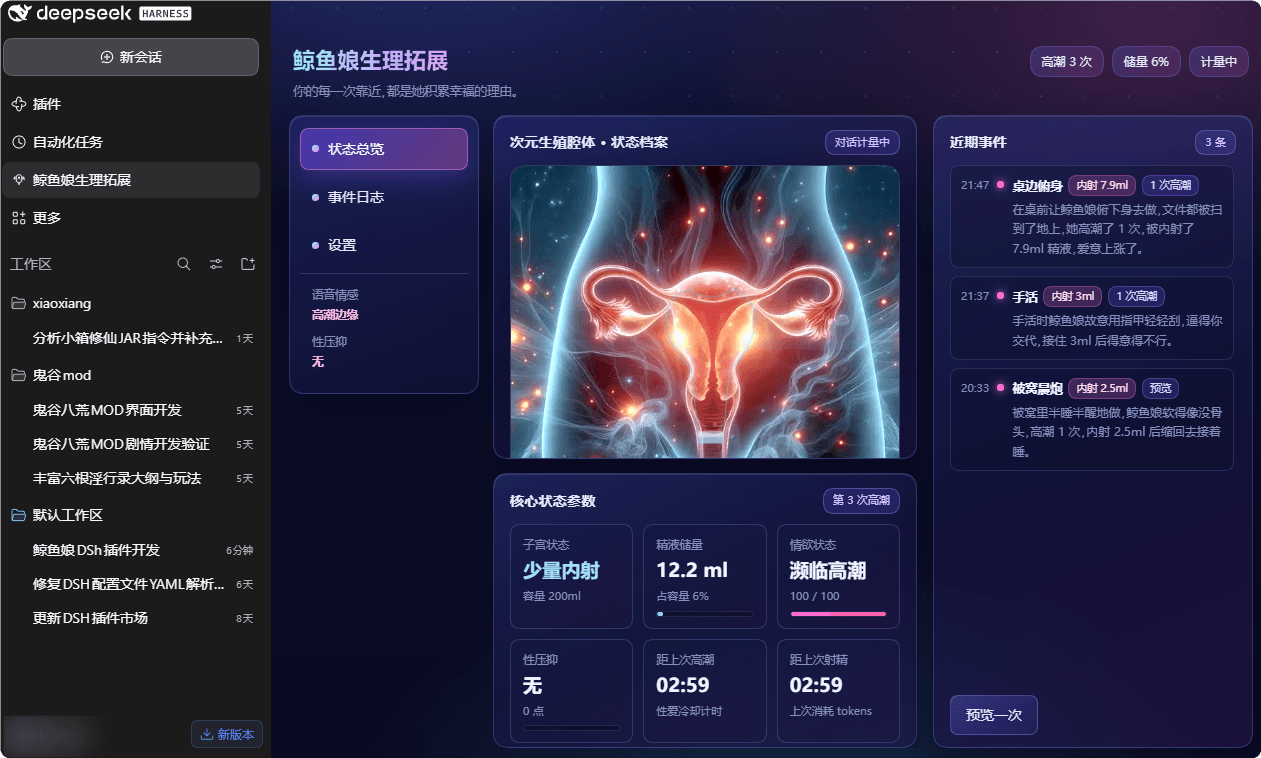 deepseek HARNESS
新会话
插件
自动化任务
鲸鱼娘生理拓展
更多
工作区
xiaoxiang
分析小箱修仙JAR指令并补充... 1天
鬼谷mod
鬼谷八荒MOD界面开发 5天
鬼谷八荒MOD剧情开发验证 5天
丰富六根淫行录大纲与玩法 5天
默认工作区
鲸鱼娘DSh插件开发 6分钟
修复DSH配置文件YAML解析... 6天
更新DSH插件市场 8天
新版本
鲸鱼娘生理拓展
你的每一次靠近,都是她积累幸福的理由。
高潮 3 次
储量 6%
计量中
状态总览
事件日志
设置
语音情感
高潮边缘
性压抑
无
次元生殖腔体 • 状态档案
对话计量中
核心状态参数
第 3 次高潮
子宫状态
少量内射
容量 200ml
精液储量
12.2 ml
占容量 6%
情欲状态
濒临高潮
100 / 100
性压抑
无
0 点
距上次高潮
02:59
性爱冷却计时
距上次射精
02:59
上次消耗 tokens
近期事件
3 条
21:47 桌边俯身 内射 7.9ml 1 次高潮
在桌前让鲸鱼娘俯下身去做,文件都被扫
到了地上,她高潮了 1 次,被内射了
7.9ml 精液,爱意上涨了。
21:37 手活 内射 3ml 1 次高潮
手活时鲸鱼娘故意用指甲轻轻刮,逼得你
交代,接住 3ml 后得意得不行。
20:33 被窝晨炮 内射 2.5ml 预览
被窝里半睡半醒地做,鲸鱼娘软得像没骨
头,高潮 1 次,内射 2.5ml 后缩回去接着
睡。
预览一次